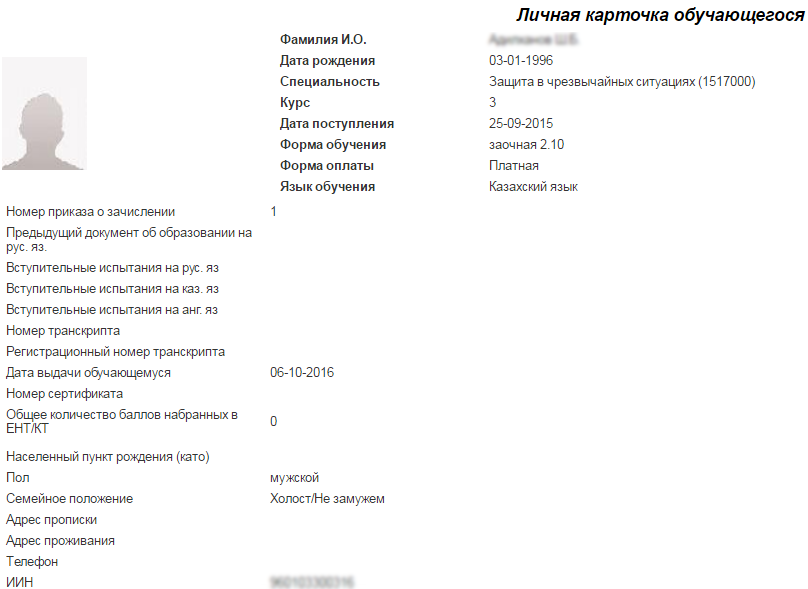 Личная карточка обучающегося
Фамилия И.О.
Дата рождения 03-01-1996
Специальность Защита в чрезвычайных ситуациях (1517000)
Курс 3
Дата поступления 25-09-2015
Форма обучения заочная 2.10
Форма оплаты Платная
Язык обучения Казахский язык
Номер приказа о зачислении 1
Предыдущий документ об образовании на
рус. яз.
Вступительные испытания на рус. яз
Вступительные испытания на каз. яз
Вступительные испытания на анг. яз
Номер транскрипта
Регистрационный номер транскрипта
Дата выдачи обучающемуся 06-10-2016
Номер сертификата
Общее количество баллов набранных в
ЕНТ/КТ 0
Населенный пункт рождения (като)
Пол мужской
Семейное положение Холост/Не замужем
Адрес прописки
Адрес проживания
Телефон
ИИН